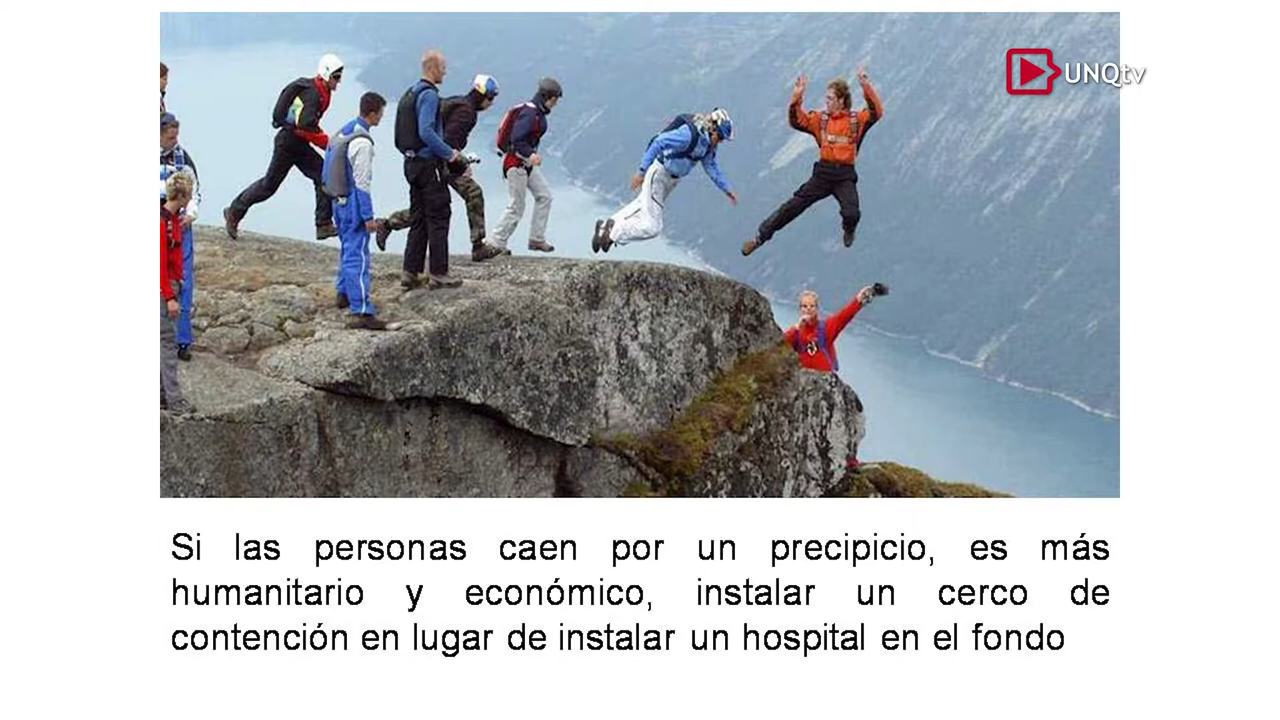 UNQtv
Si las personas caen por un precipicio, es más
humanitario y económico, instalar un cerco de
contención en lugar de instalar un hospital en el fondo